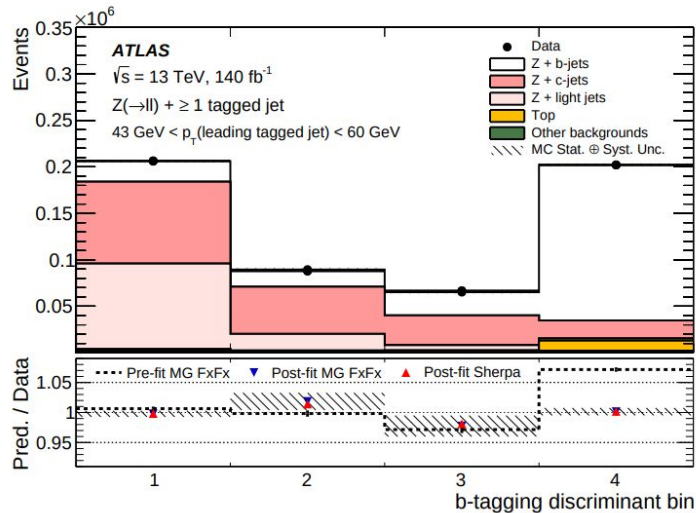 ×10⁶
Events
0.35
0.3
0.25
0.2
0.15
0.1
0.05
ATLAS
√s = 13 TeV, 140 fb⁻¹
Z(→ll) + ≥ 1 tagged jet
43 GeV < p_T(leading tagged jet) < 60 GeV
Data
Z + b-jets
Z + c-jets
Z + light jets
Top
Other backgrounds
MC Stat. ⊕ Syst. Unc.
Pred. / Data
1.05
1
0.95
Pre-fit MG FxFx
Post-fit MG FxFx
Post-fit Sherpa
1 2 3 4
b-tagging discriminant bin